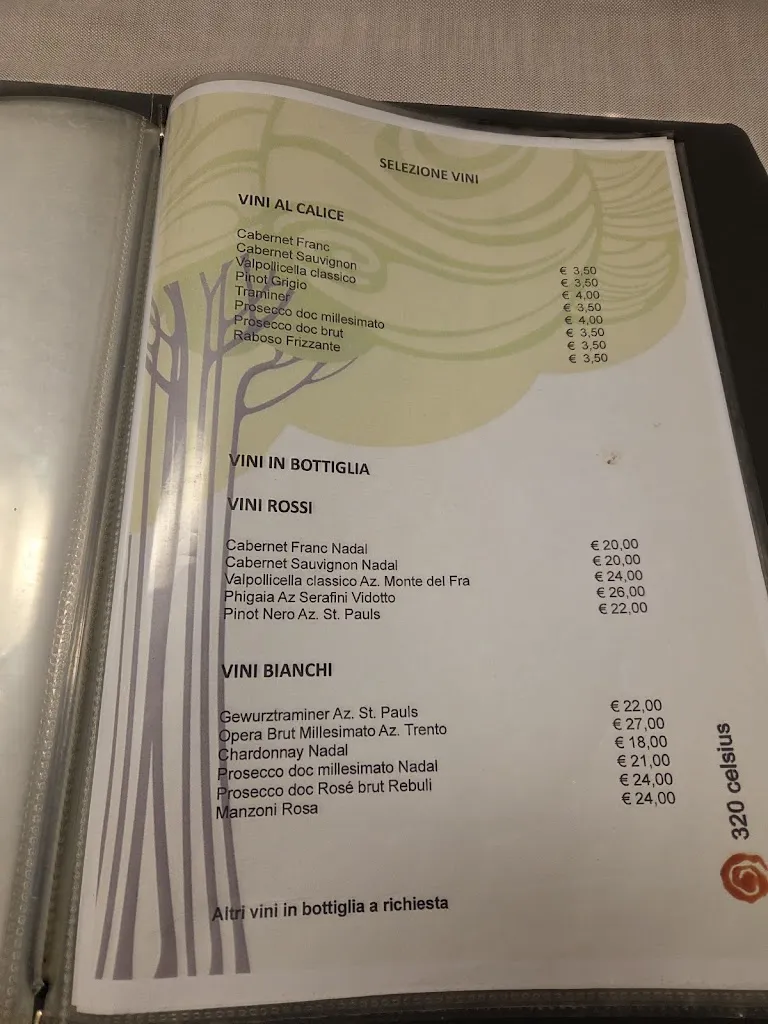 SELEZIONE VINI
VINI AL CALICE
Cabernet Franc € 3,50
Cabernet Sauvignon € 3,50
Valpollicella classico € 4,00
Pinot Grigio € 3,50
Traminer € 4,00
Prosecco doc millesimato € 3,50
Prosecco doc brut € 3,50
Raboso Frizzante € 3,50
VINI IN BOTTIGLIA
VINI ROSSI
Cabernet Franc Nadal € 20,00
Cabernet Sauvignon Nadal € 20,00
Valpollicella classico Az. Monte del Fra € 24,00
Phigaia Az Serafini Vidotto € 26,00
Pinot Nero Az. St. Pauls € 22,00
VINI BIANCHI
Gewurztraminer Az. St. Pauls € 22,00
Opera Brut Millesimato Az. Trento € 27,00
Chardonnay Nadal € 18,00
Prosecco doc millesimato Nadal € 21,00
Prosecco doc Rosé brut Rebuli € 24,00
Manzoni Rosa € 24,00
Altri vini in bottiglia a richiesta
320 celsius